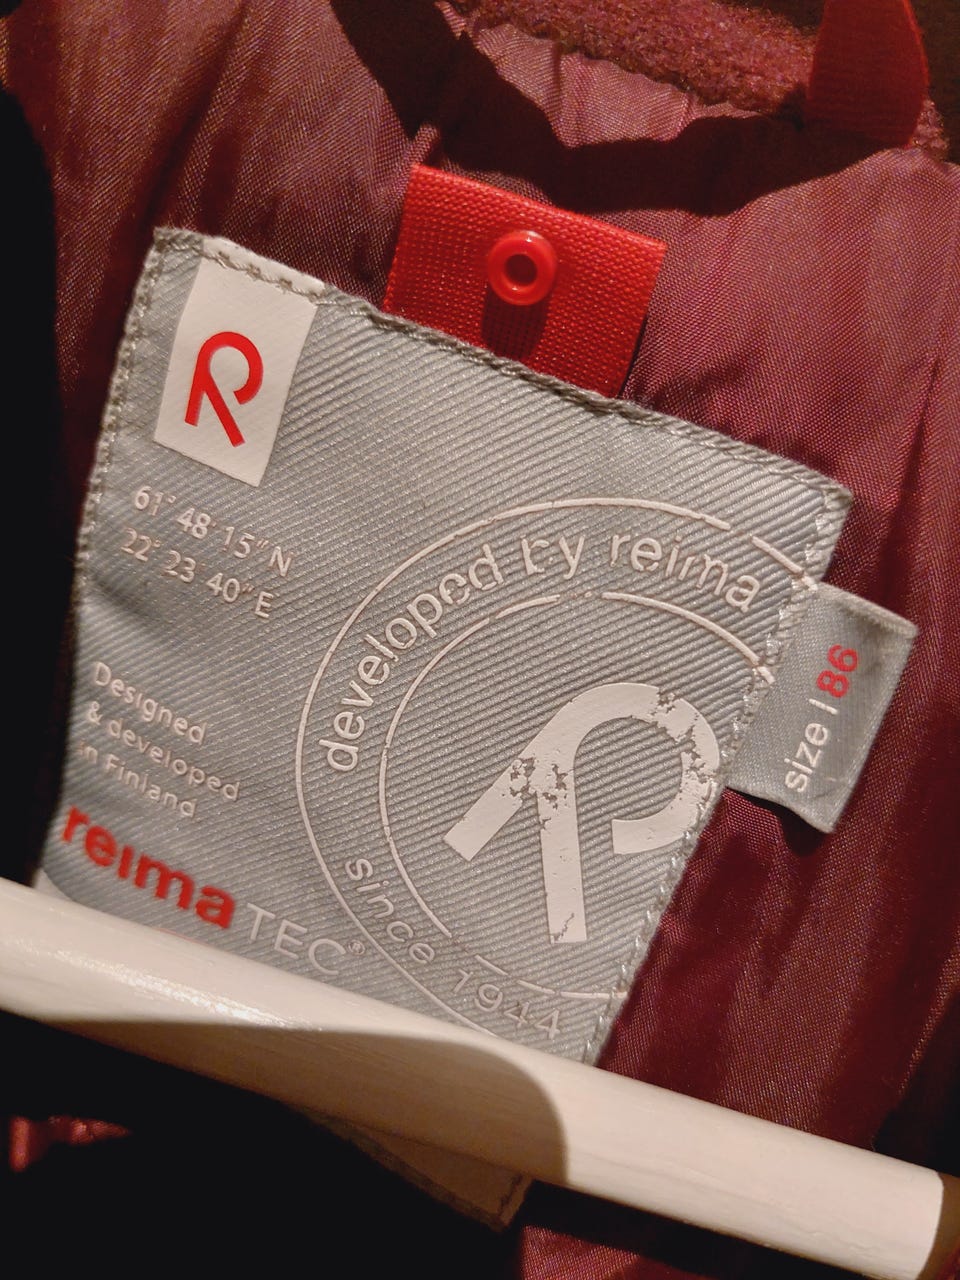 61° 48' 15" N
22° 23' 40" E
Designed
& developed
in Finland
reima TEC®
developed by reima
since 1944
size | 86